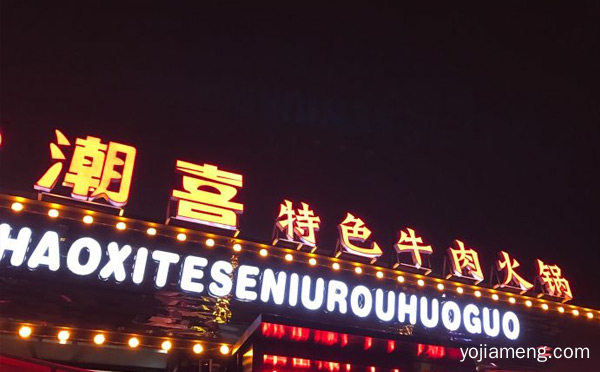 潮喜特色牛肉火锅
HAOXITESENIUROUHUOGUO
yojiameng.com